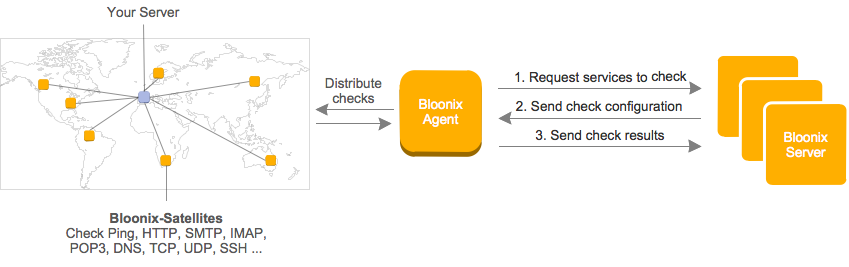 Your Server
Distribute
checks
Bloonix
Agent
1. Request services to check
2. Send check configuration
3. Send check results
Bloonix
Server
Bloonix-Satellites
Check Ping, HTTP, SMTP, IMAP,
POP3, DNS, TCP, UDP, SSH ...